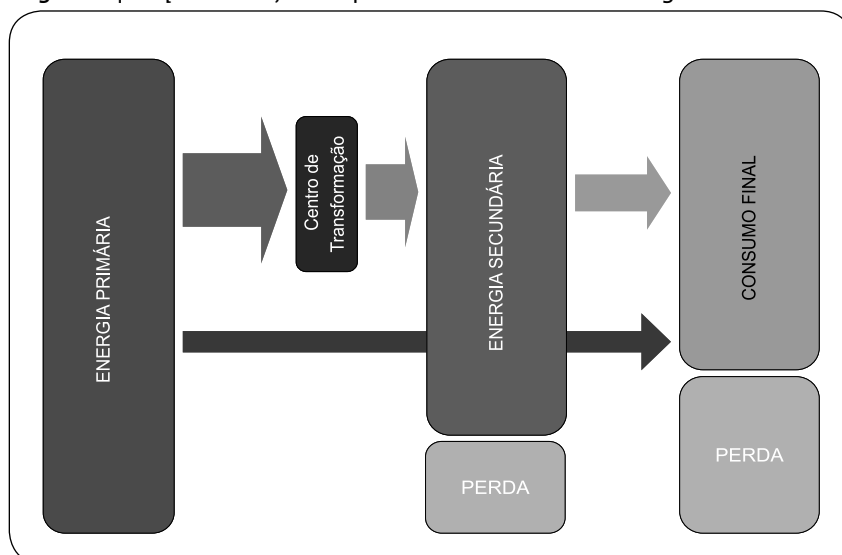 ENERGIA PRIMÁRIA
Centro de
Transformação
ENERGIA SECUNDÁRIA
PERDA
CONSUMO FINAL
PERDA